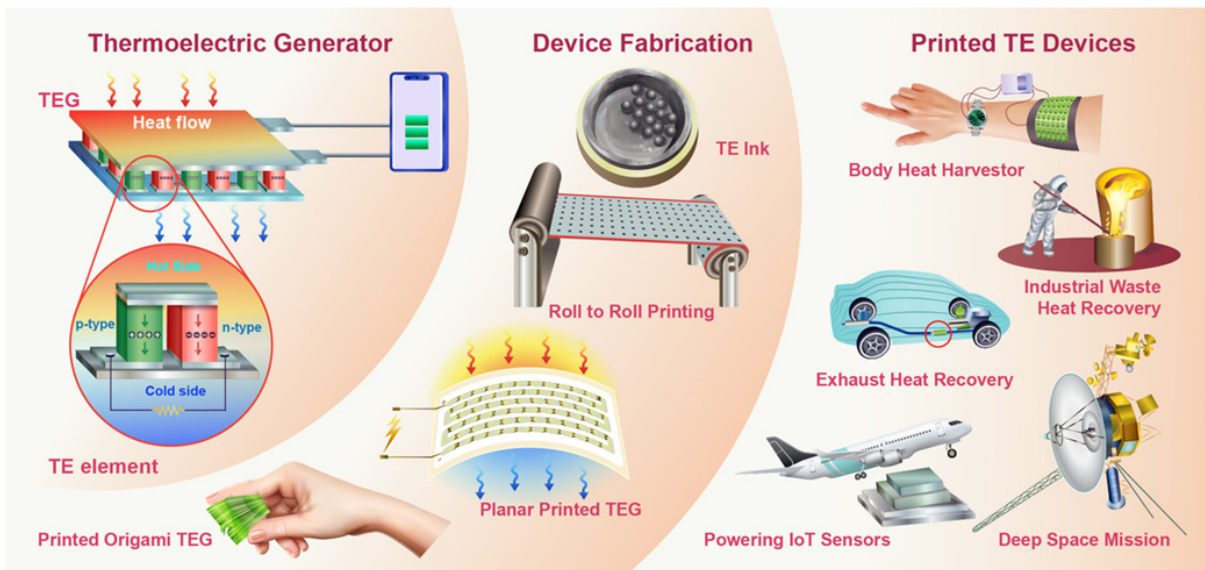 Thermoelectric Generator
TEG
Heat flow
Hot Side
p-type
n-type
Cold side
TE element
Printed Origami TEG
Device Fabrication
TE Ink
Roll to Roll Printing
Planar Printed TEG
Printed TE Devices
Body Heat Harvestor
Industrial Waste
Heat Recovery
Exhaust Heat Recovery
Powering IoT Sensors
Deep Space Mission